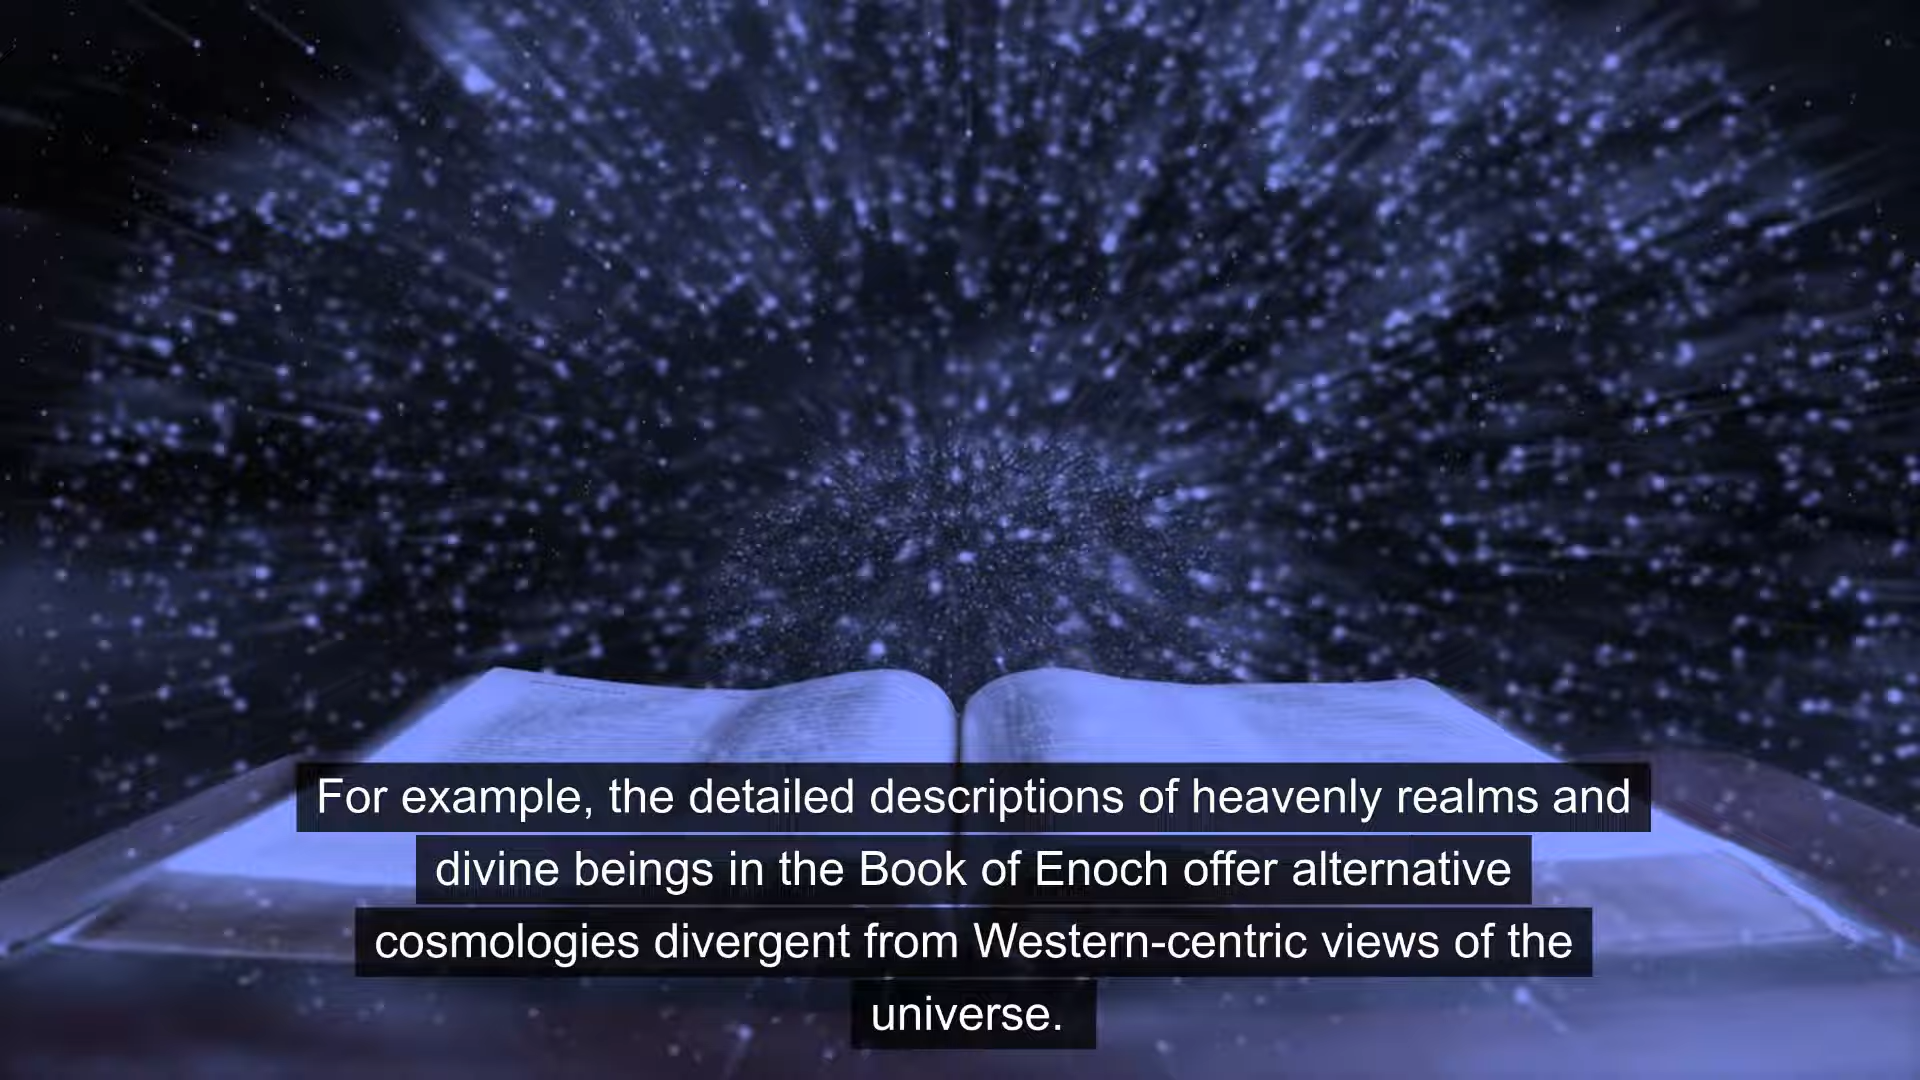 For example, the detailed descriptions of heavenly realms and
divine beings in the Book of Enoch offer alternative
cosmologies divergent from Western-centric views of the
universe.